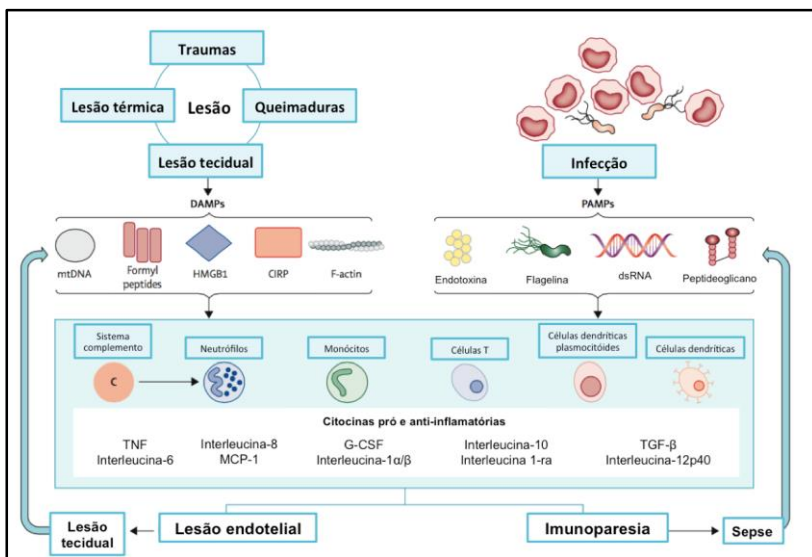 Traumas
Lesão térmica
Lesão
Queimaduras
Lesão tecidual
Infecção
DAMPs
PAMPs
mtDNA
Formyl
peptides
HMGB1
CIRP
F-actin
Endotoxina
Flagelina
dsRNA
Peptideoglicano
Sistema
complemento
Neutrófilos
Monócitos
Células T
Células dendríticas
plasmocitóides
Células dendríticas
C
Citocinas pró e anti-inflamatórias
TNF
Interleucina-6
Interleucina-8
MCP-1
G-CSF
Interleucina-1α/β
Interleucina-10
Interleucina 1-ra
TGF-β
Interleucina-12p40
Lesão
tecidual
Lesão endotelial
Imunoparesia
Sepse